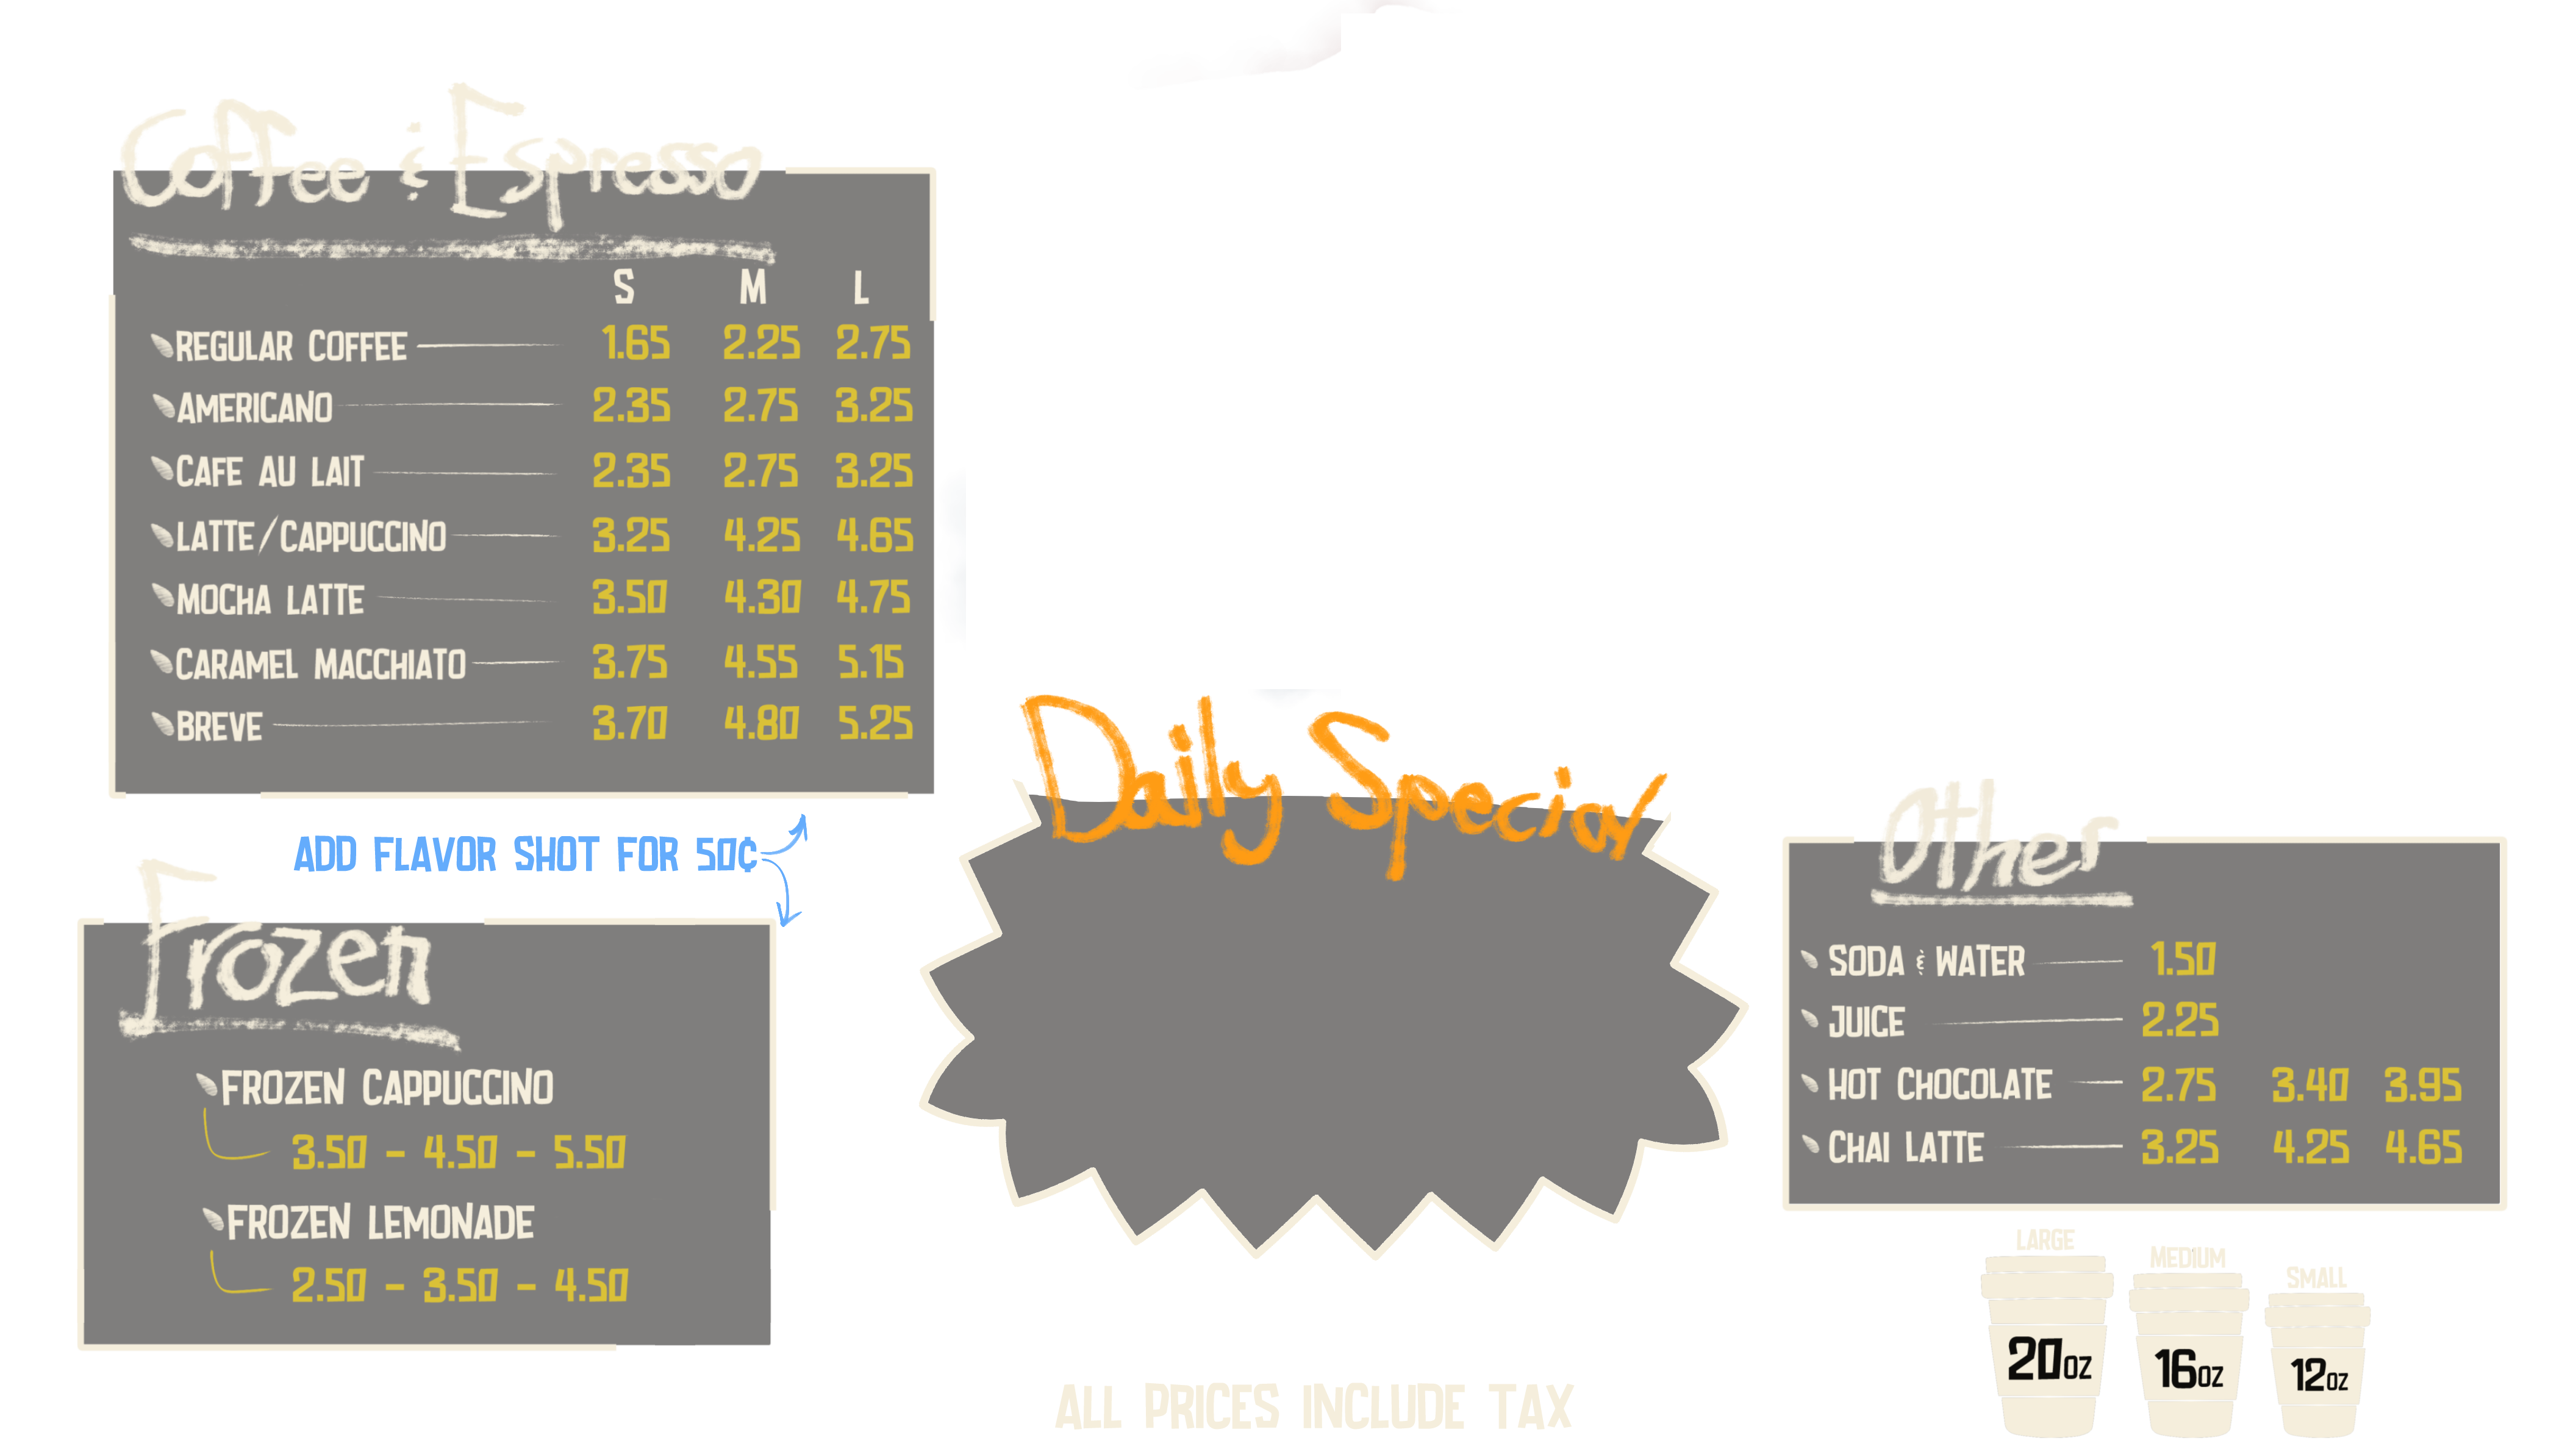 Coffee & Espresso
S M L
REGULAR COFFEE 1.65 2.25 2.75
AMERICANO 2.35 2.75 3.25
CAFE AU LAIT 2.35 2.75 3.25
LATTE/CAPPUCCINO 3.25 4.25 4.65
MOCHA LATTE 3.50 4.30 4.75
CARAMEL MACCHIATO 3.75 4.55 5.15
BREVE 3.70 4.80 5.25
ADD FLAVOR SHOT FOR 50¢
Frozen
FROZEN CAPPUCCINO
3.50 - 4.50 - 5.50
FROZEN LEMONADE
2.50 - 3.50 - 4.50
Daily Special
Other
SODA & WATER 1.50
JUICE 2.25
HOT CHOCOLATE 2.75 3.40 3.95
CHAI LATTE 3.25 4.25 4.65
LARGE
20oz
MEDIUM
16oz
SMALL
12oz
ALL PRICES INCLUDE TAX